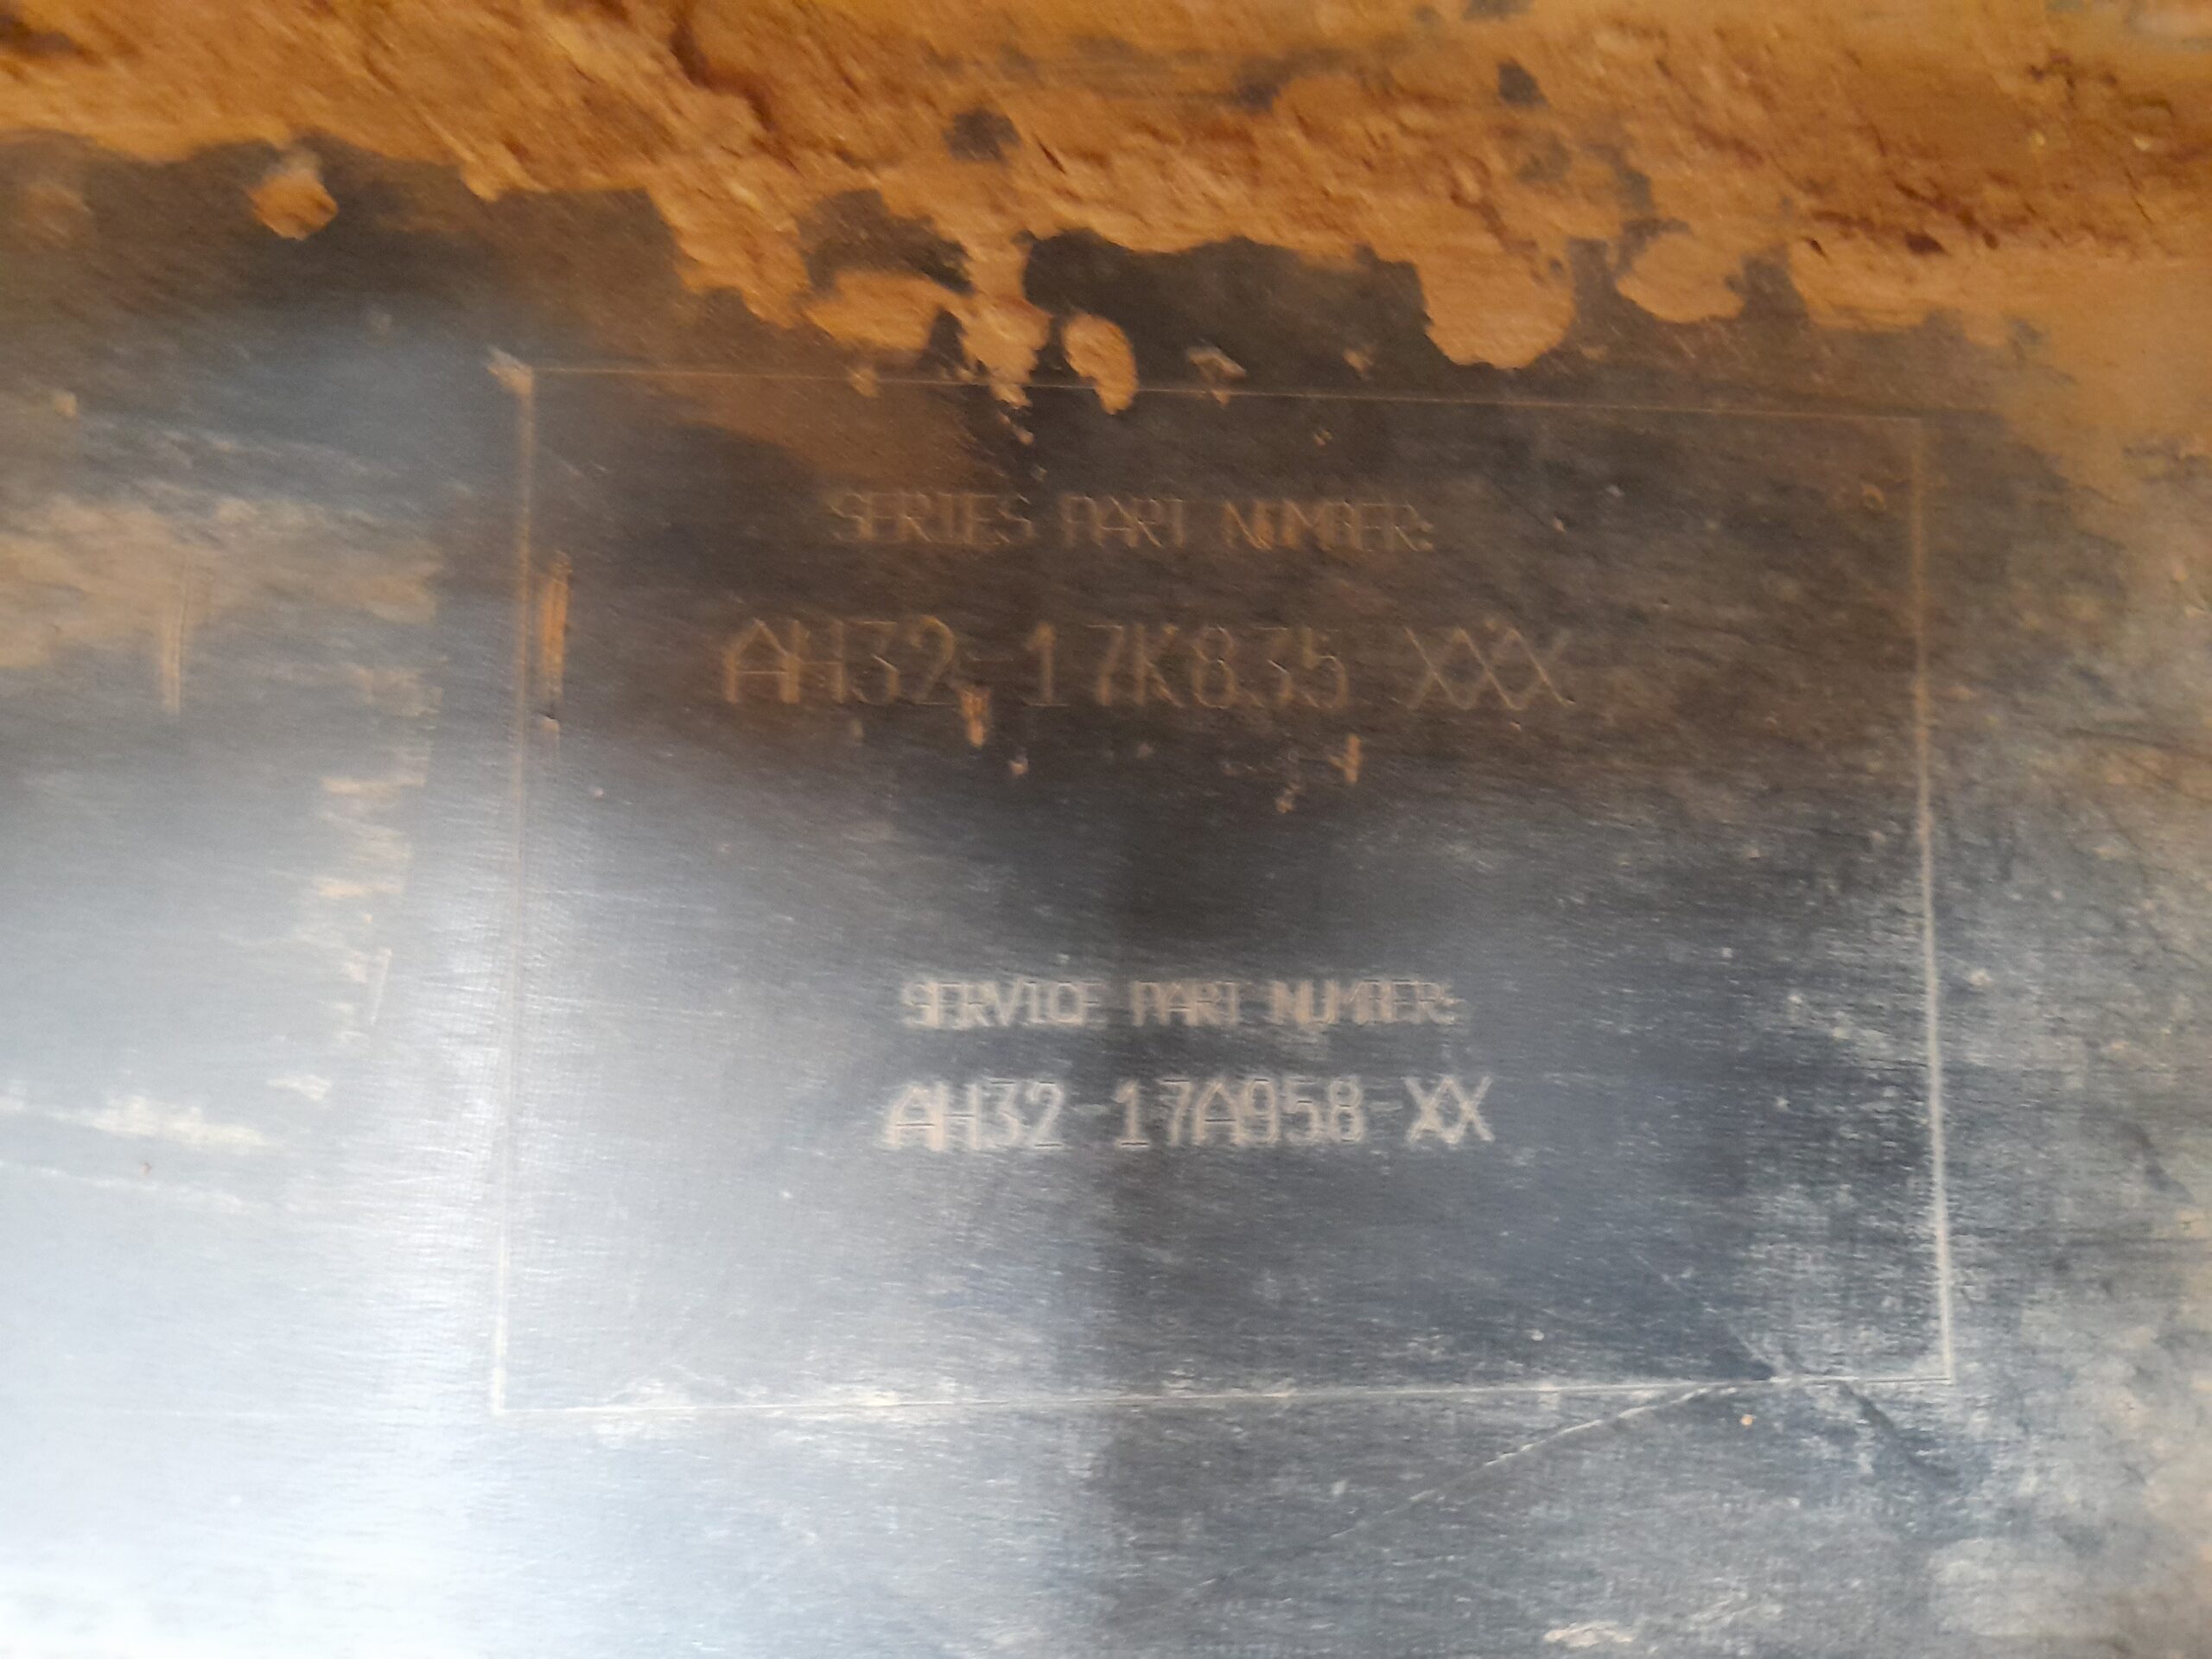 SERIES PART NUMBER:
AH32-17K835-XXX
SERVICE PART NUMBER:
AH32-17A958-XX